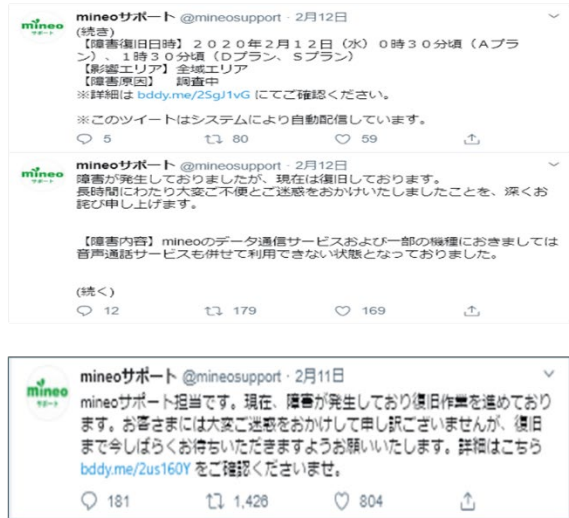 mineo
サポート
mineoサポート @mineosupport · 2月12日
(続き)
【障害復旧日時】２０２０年２月１２日（水）０時３０分頃（Aプラ
ン）、１時３０分頃（Dプラン、Sプラン）
【影響エリア】全域エリア
【障害原因】　調査中
※詳細は bddy.me/2SgJ1vG にてご確認ください。
※このツイートはシステムにより自動配信しています。
5 80 59
mineo
サポート
mineoサポート @mineosupport · 2月12日
障害が発生しておりましたが、現在は復旧しております。
長時間にわたり大変ご不便とご迷惑をおかけいたしましたことを、深くお
詫び申し上げます。
【障害内容】mineoのデータ通信サービスおよび一部の機種におきましては
音声通話サービスも併せて利用できない状態となっておりました。
(続く)
12 179 169
mineo
サポート
mineoサポート @mineosupport · 2月11日
mineoサポート担当です。現在、障害が発生しており復旧作業を進めており
ます。お客さまには大変ご迷惑をおかけして申し訳ございませんが、復旧
まで今しばらくお待ちいただきますようお願いいたします。詳細はこちら
bddy.me/2us160Y をご確認くださいませ。
181 1,426 804